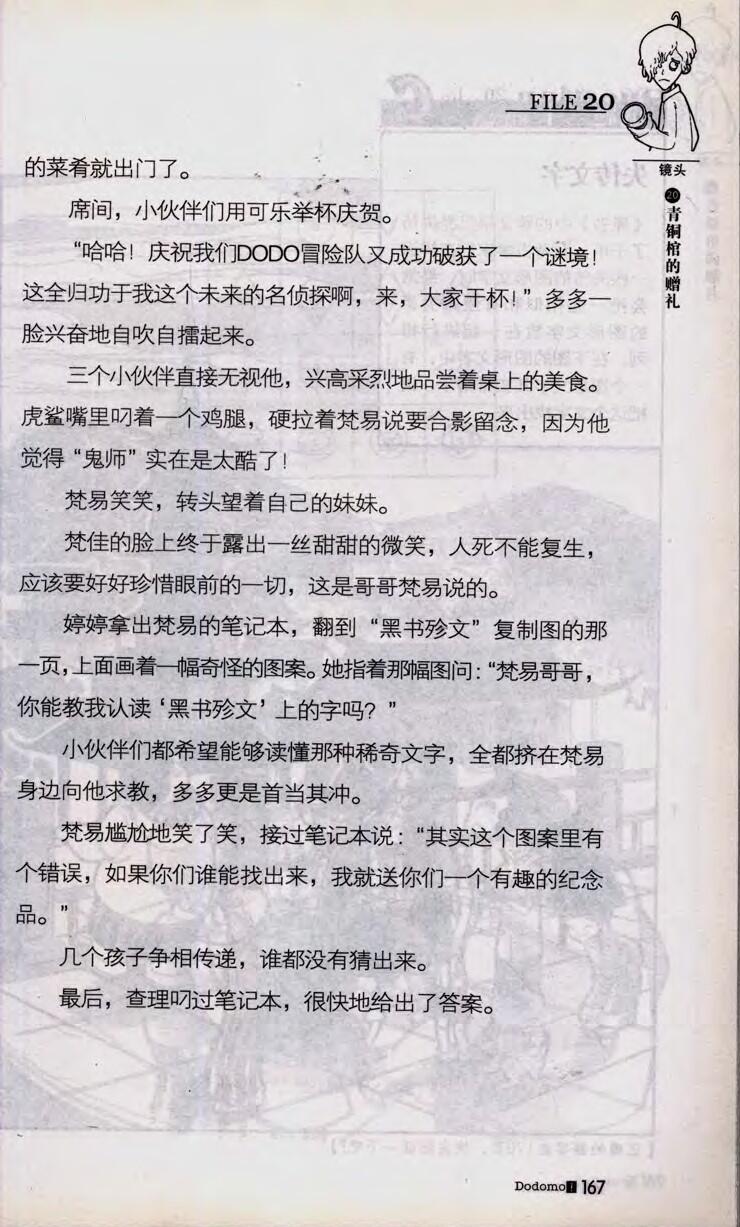 FILE 20
镜头
⑳青铜棺的赠礼
的菜肴就出门了。
席间，小伙伴们用可乐举杯庆贺。
“哈哈！庆祝我们DODO冒险队又成功破获了一个谜境！
这全归功于我这个未来的名侦探啊，来，大家干杯！”多多一
脸兴奋地自吹自擂起来。
三个小伙伴直接无视他，兴高采烈地品尝着桌上的美食。
虎鲨嘴里叼着一个鸡腿，硬拉着梵易说要合影留念，因为他
觉得“鬼师”实在是太酷了！
梵易笑笑，转头望着自己的妹妹。
梵佳的脸上终于露出一丝甜甜的微笑，人死不能复生，
应该要好好珍惜眼前的一切，这是哥哥梵易说的。
婷婷拿出梵易的笔记本，翻到“黑书殄文”复制图的那
一页，上面画着一幅奇怪的图案。她指着那幅图问：“梵易哥哥，
你能教我认读‘黑书殄文’上的字吗？”
小伙伴们都希望能够读懂那种稀奇文字，全都挤在梵易
身边向他求教，多多更是首当其冲。
梵易尴尬地笑了笑，接过笔记本说：“其实这个图案里有
个错误，如果你们谁能找出来，我就送你们一个有趣的纪念
品。”
几个孩子争相传递，谁都没有猜出来。
最后，查理叼过笔记本，很快地给出了答案。
Dodomo 167